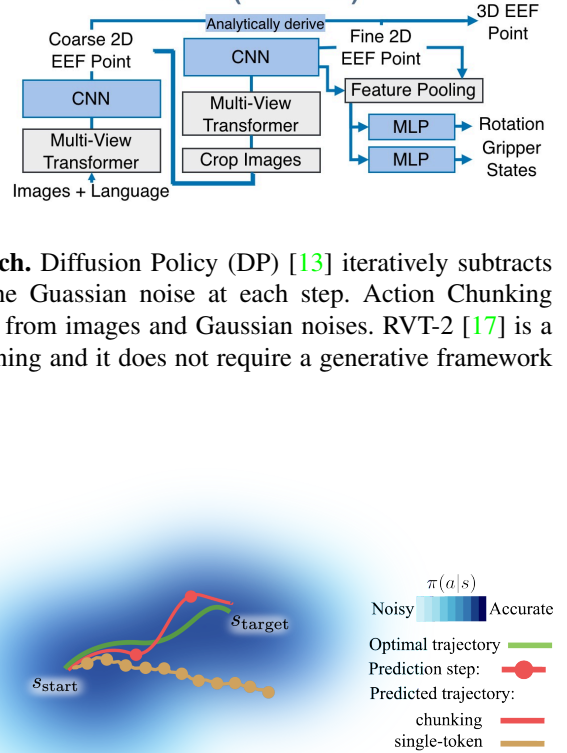 Analytically derive
3D EEF
Point
Coarse 2D
EEF Point
CNN
Multi-View
Transformer
Images + Language
CNN
Multi-View
Transformer
Crop Images
Fine 2D
EEF Point
Feature Pooling
MLP
MLP
Rotation
Gripper
States
ch. Diffusion Policy (DP) [13] iteratively subtracts
ne Guassian noise at each step. Action Chunking
from images and Gaussian noises. RVT-2 [17] is a
ning and it does not require a generative framework
s_start
s_target
π(a|s)
Noisy Accurate
Optimal trajectory
Prediction step:
Predicted trajectory:
chunking
single-token